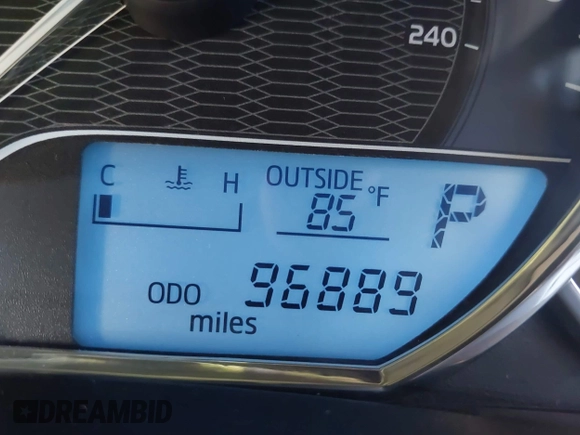 240
C H OUTSIDE
85 °F P
ODO 96889
miles
DREAMBID